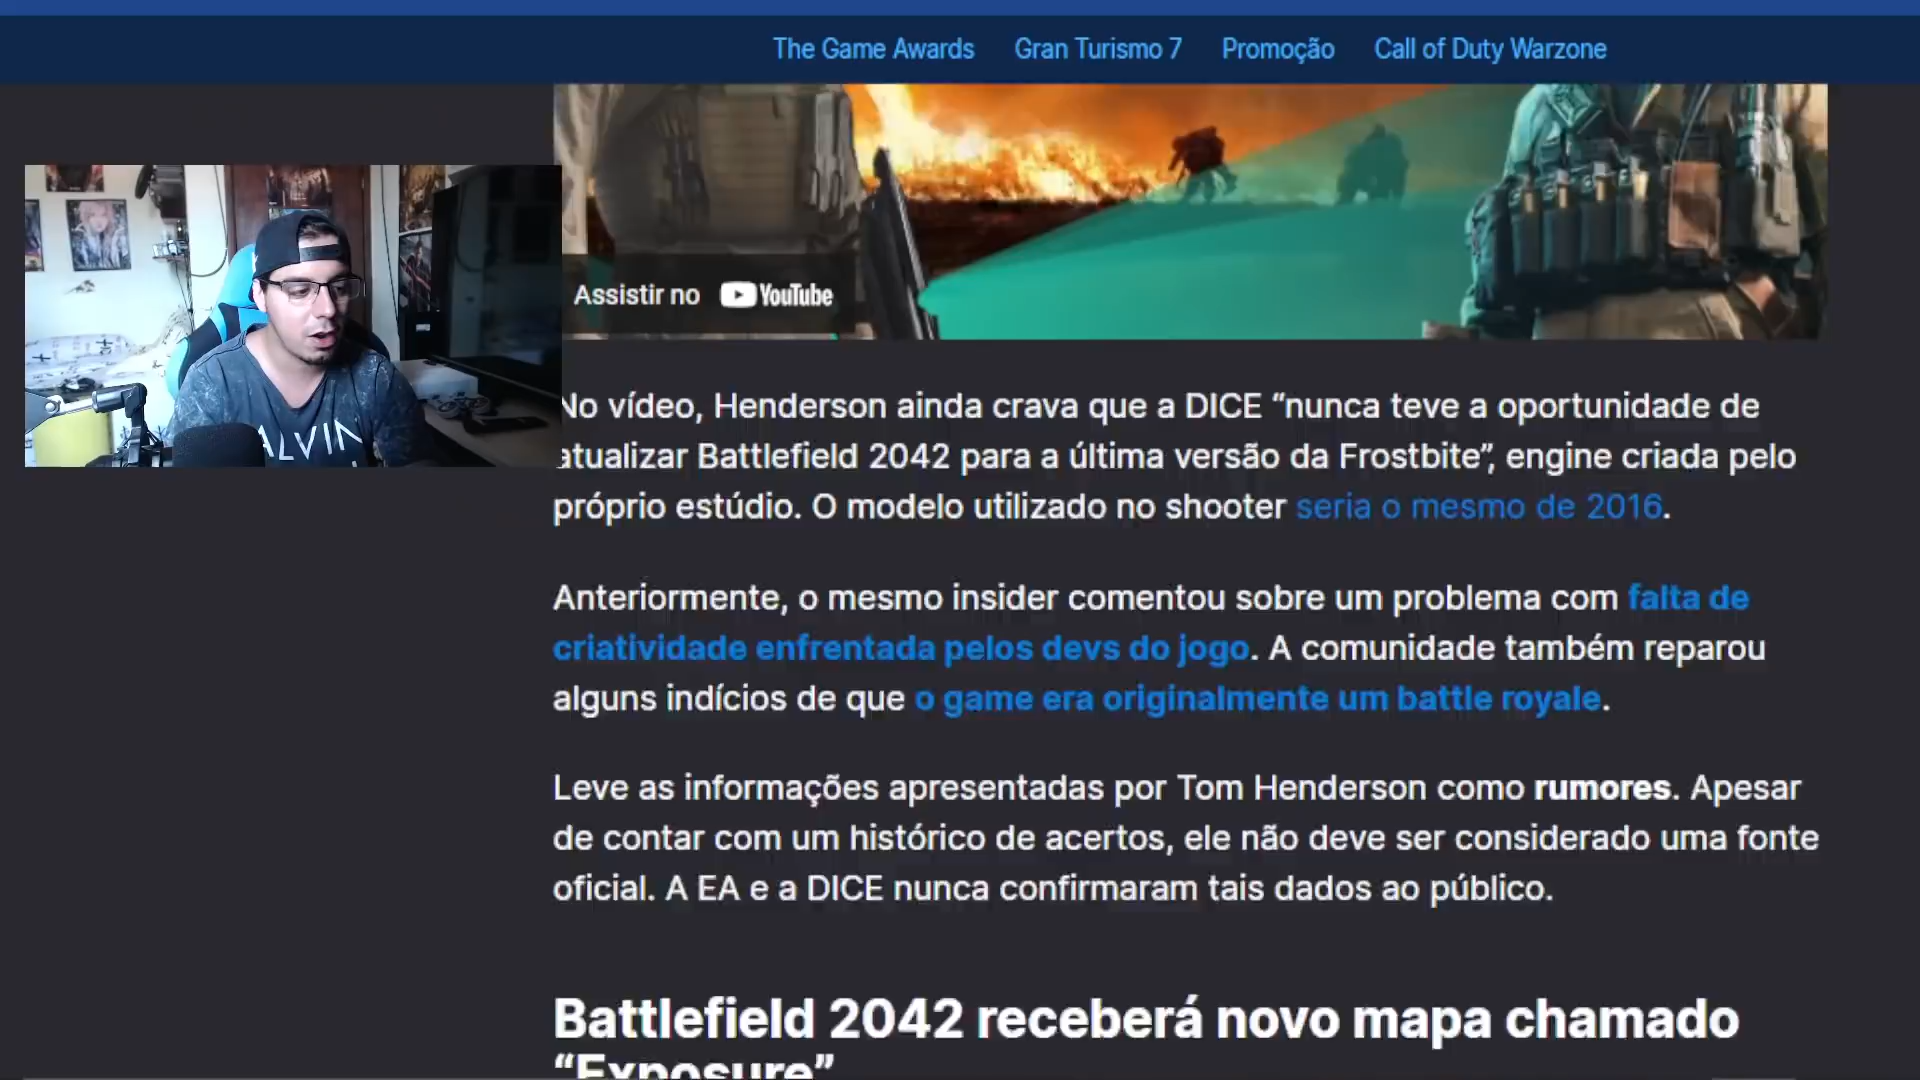 The Game Awards Gran Turismo 7 Promoção Call of Duty Warzone
Assistir no YouTube
ALVIN
No vídeo, Henderson ainda crava que a DICE “nunca teve a oportunidade de
atualizar Battlefield 2042 para a última versão da Frostbite”, engine criada pelo
próprio estúdio. O modelo utilizado no shooter seria o mesmo de 2016.
Anteriormente, o mesmo insider comentou sobre um problema com falta de
criatividade enfrentada pelos devs do jogo. A comunidade também reparou
alguns indícios de que o game era originalmente um battle royale.
Leve as informações apresentadas por Tom Henderson como rumores. Apesar
de contar com um histórico de acertos, ele não deve ser considerado uma fonte
oficial. A EA e a DICE nunca confirmaram tais dados ao público.
Battlefield 2042 receberá novo mapa chamado
“Exposure”